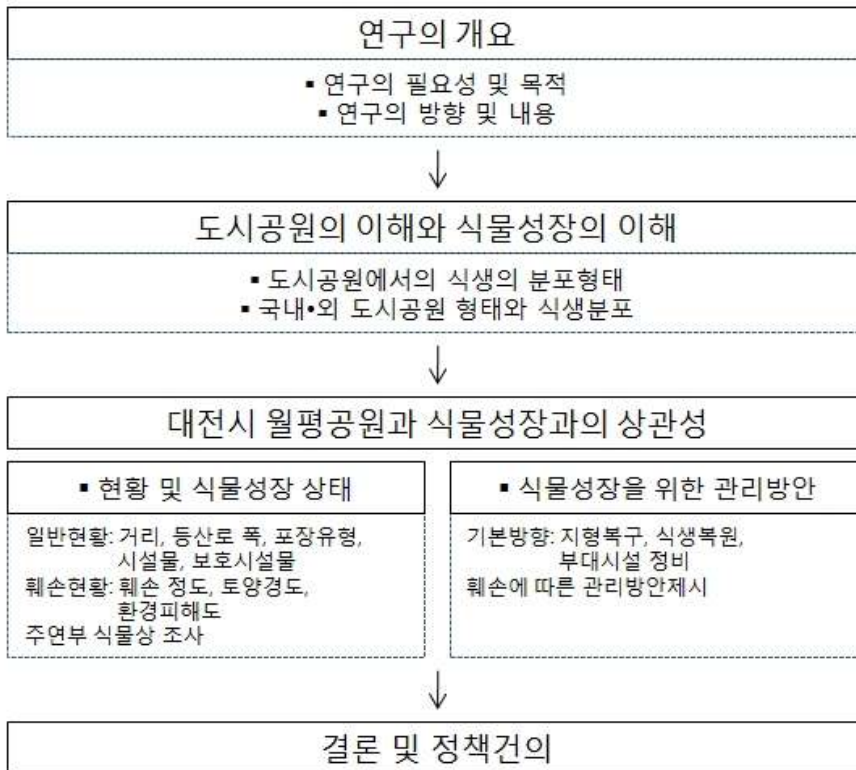 연구의 개요
▪ 연구의 필요성 및 목적
▪ 연구의 방향 및 내용
도시공원의 이해와 식물성장의 이해
▪ 도시공원에서의 식생의 분포형태
▪ 국내•외 도시공원 형태와 식생분포
대전시 월평공원과 식물성장과의 상관성
▪ 현황 및 식물성장 상태
일반현황: 거리, 등산로 폭, 포장유형,
시설물, 보호시설물
훼손현황: 훼손 정도, 토양경도,
환경피해도
주연부 식물상 조사
▪ 식물성장을 위한 관리방안
기본방향: 지형복구, 식생복원,
부대시설 정비
훼손에 따른 관리방안제시
결론 및 정책건의